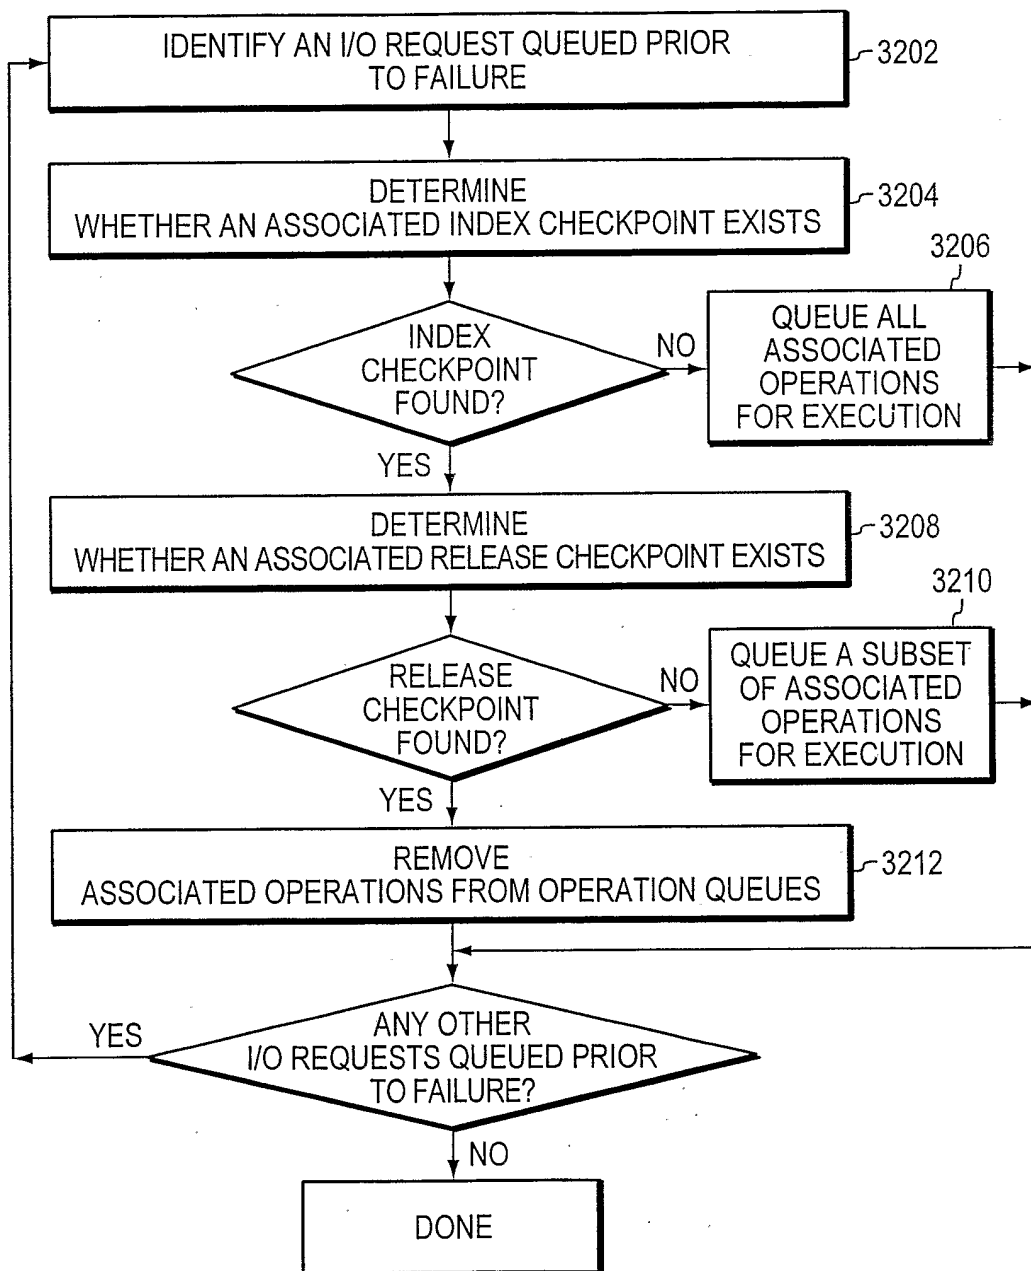 IDENTIFY AN I/O REQUEST QUEUED PRIOR
TO FAILURE
3202
DETERMINE
WHETHER AN ASSOCIATED INDEX CHECKPOINT EXISTS
3204
INDEX
CHECKPOINT
FOUND?
NO
YES
3206
QUEUE ALL
ASSOCIATED
OPERATIONS
FOR EXECUTION
DETERMINE
WHETHER AN ASSOCIATED RELEASE CHECKPOINT EXISTS
3208
RELEASE
CHECKPOINT
FOUND?
NO
YES
3210
QUEUE A SUBSET
OF ASSOCIATED
OPERATIONS
FOR EXECUTION
REMOVE
ASSOCIATED OPERATIONS FROM OPERATION QUEUES
3212
YES
ANY OTHER
I/O REQUESTS QUEUED PRIOR
TO FAILURE?
NO
DONE